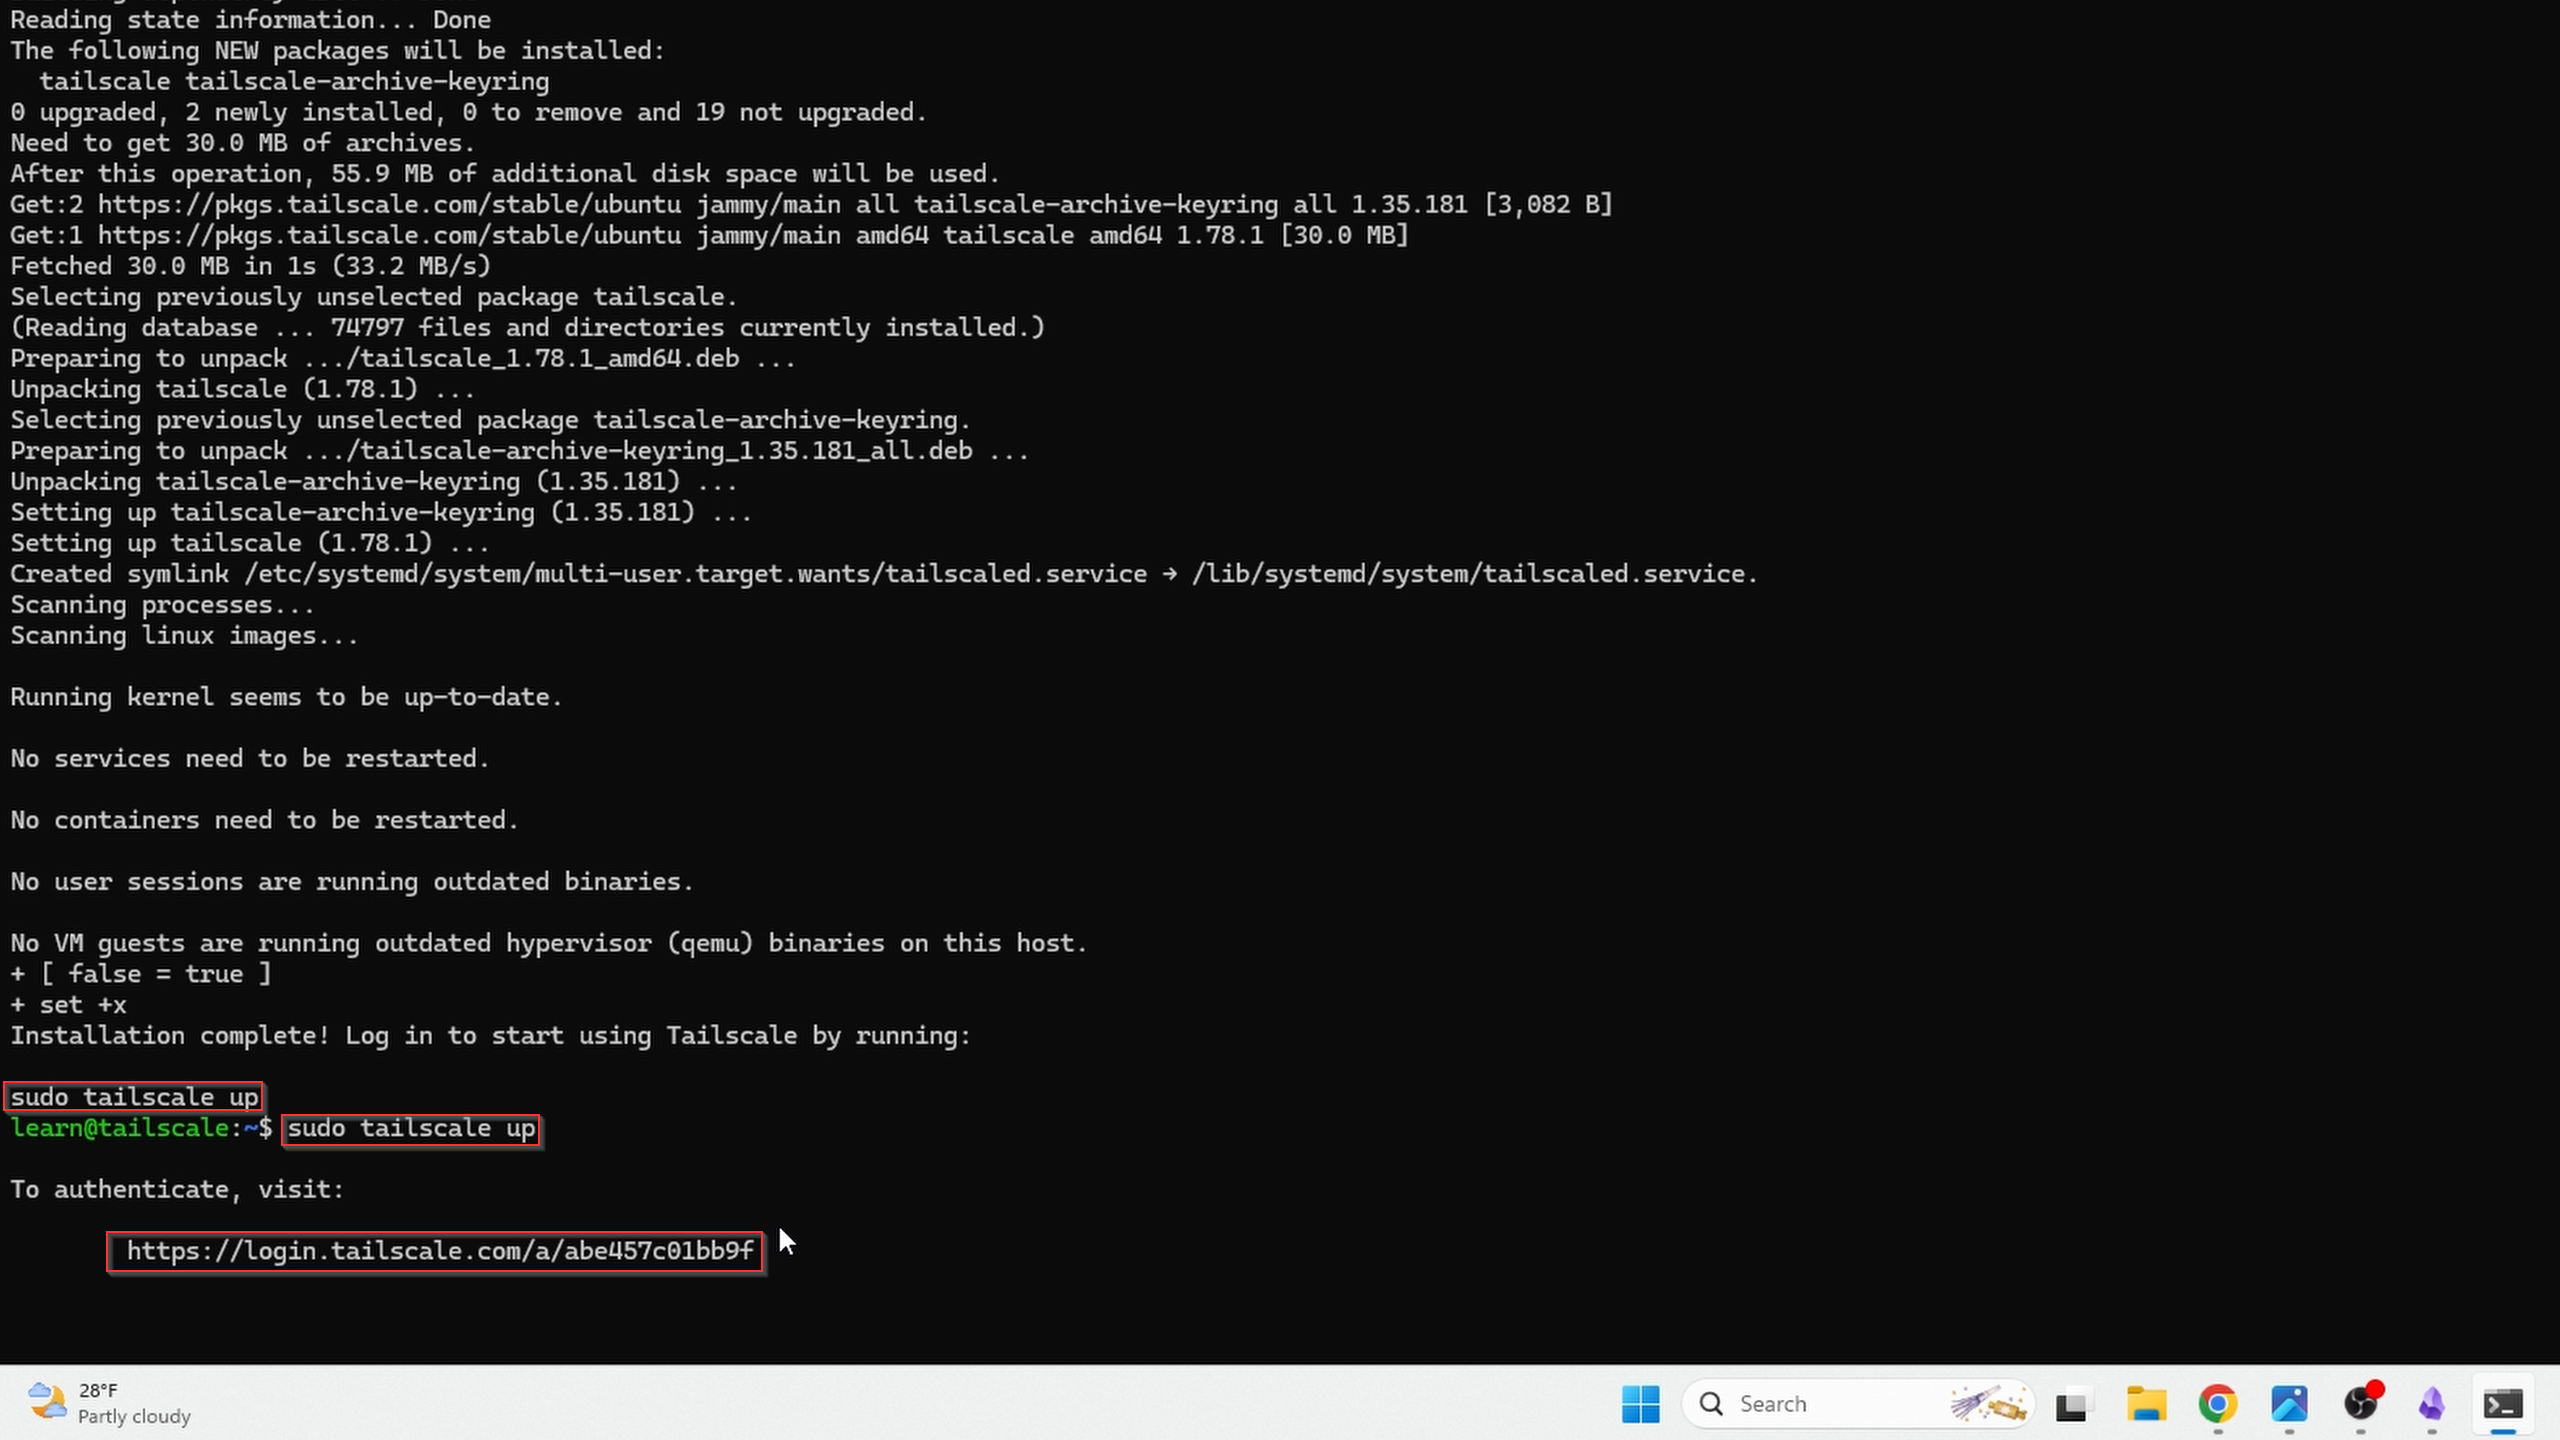 Reading state information... Done
The following NEW packages will be installed:
  tailscale tailscale-archive-keyring
0 upgraded, 2 newly installed, 0 to remove and 19 not upgraded.
Need to get 30.0 MB of archives.
After this operation, 55.9 MB of additional disk space will be used.
Get:2 https://pkgs.tailscale.com/stable/ubuntu jammy/main all tailscale-archive-keyring all 1.35.181 [3,082 B]
Get:1 https://pkgs.tailscale.com/stable/ubuntu jammy/main amd64 tailscale amd64 1.78.1 [30.0 MB]
Fetched 30.0 MB in 1s (33.2 MB/s)
Selecting previously unselected package tailscale.
(Reading database ... 74797 files and directories currently installed.)
Preparing to unpack .../tailscale_1.78.1_amd64.deb ...
Unpacking tailscale (1.78.1) ...
Selecting previously unselected package tailscale-archive-keyring.
Preparing to unpack .../tailscale-archive-keyring_1.35.181_all.deb ...
Unpacking tailscale-archive-keyring (1.35.181) ...
Setting up tailscale-archive-keyring (1.35.181) ...
Setting up tailscale (1.78.1) ...
Created symlink /etc/systemd/system/multi-user.target.wants/tailscaled.service → /lib/systemd/system/tailscaled.service.
Scanning processes...
Scanning linux images...
Running kernel seems to be up-to-date.
No services need to be restarted.
No containers need to be restarted.
No user sessions are running outdated binaries.
No VM guests are running outdated hypervisor (qemu) binaries on this host.
+ [ false = true ]
+ set +x
Installation complete! Log in to start using Tailscale by running:
sudo tailscale up
learn@tailscale:~$ sudo tailscale up
To authenticate, visit:
https://login.tailscale.com/a/abe457c01bb9f
28°F
Partly cloudy
Search